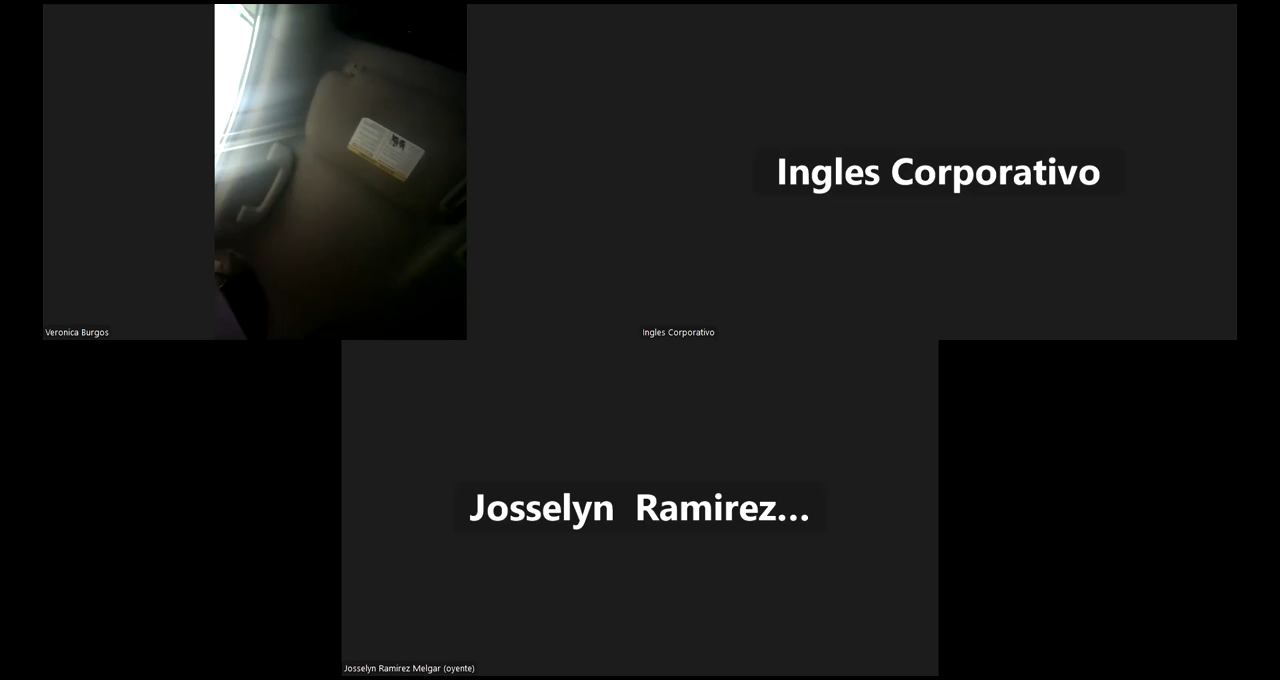 Ingles Corporativo
Veronica Burgos
Ingles Corporativo
Josselyn Ramirez...
Josselyn Ramirez Melgar (oyente)